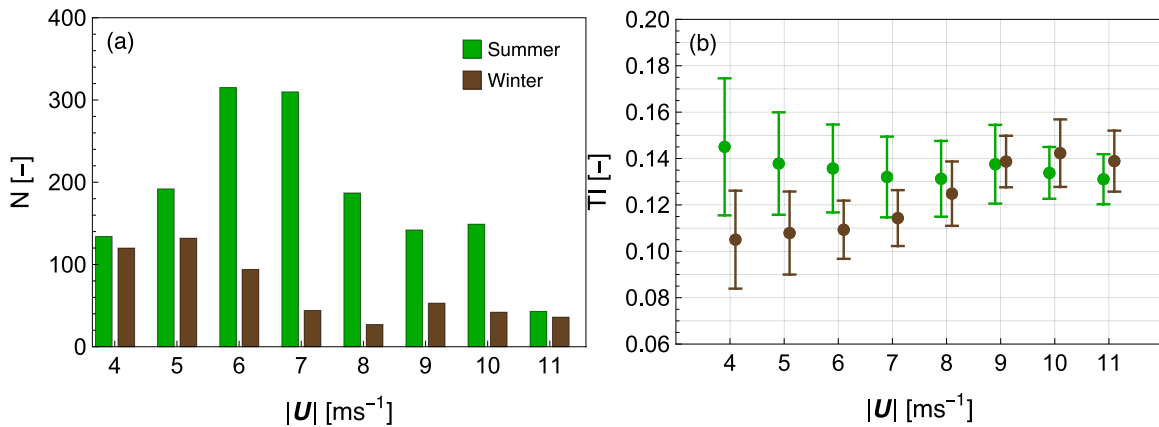 (a)
Summer
Winter
N [–]
400
300
200
100
0
4 5 6 7 8 9 10 11
|U| [ms⁻¹]
(b)
TI [–]
0.20
0.18
0.16
0.14
0.12
0.10
0.08
0.06
4 5 6 7 8 9 10 11
|U| [ms⁻¹]